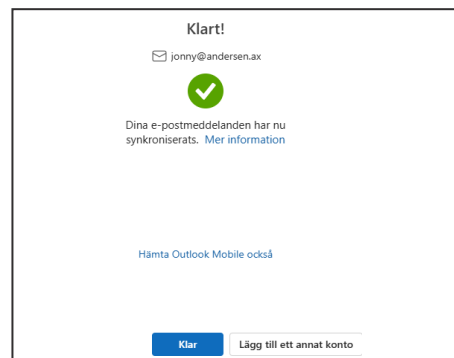 Klart!
jonny@andersen.ax
Dina e-postmeddelanden har nu
synkroniserats. Mer information
Hämta Outlook Mobile också
Klar
Lägg till ett annat konto